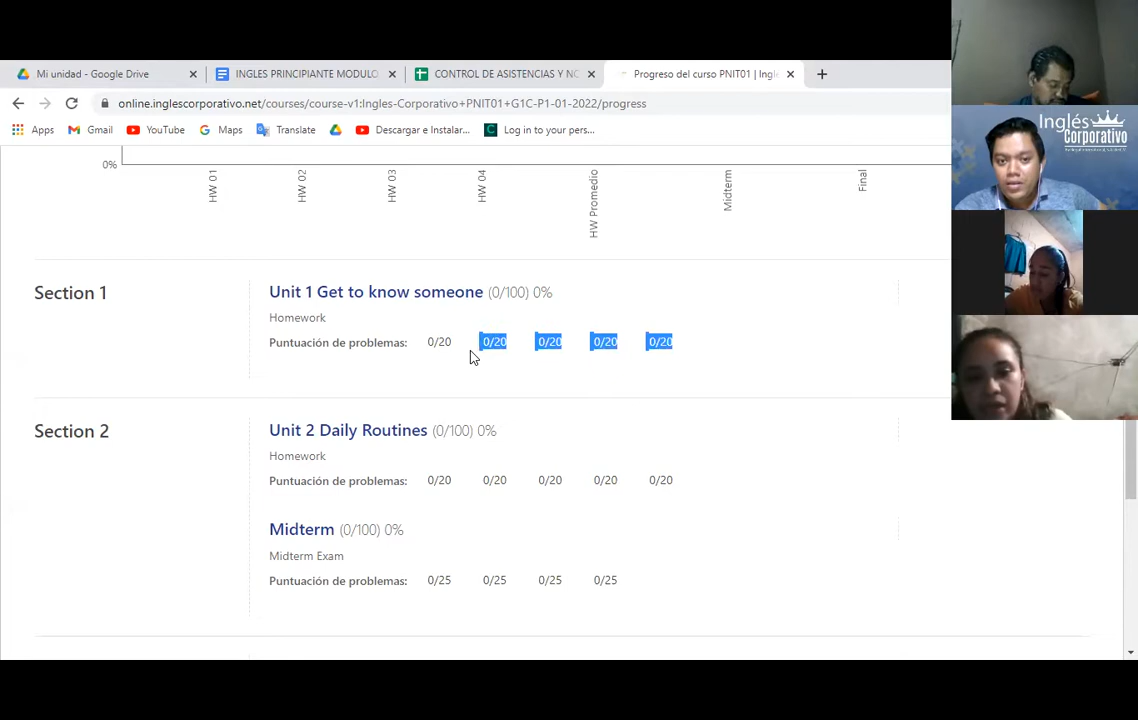 Mi unidad - Google Drive
INGLES PRINCIPIANTE MODULO
CONTROL DE ASISTENCIAS Y NO
Progreso del curso PNIT01 | Ingl
online.inglescorporativo.net/courses/course-v1:Ingles-Corporativo+PNIT01+G1C-P1-01-2022/progress
Apps Gmail YouTube Maps Translate Descargar e Instalar... Log in to your pers...
Inglés
Corporativo
0%
HW 01
HW 02
HW 03
HW 04
HW Promedio
Midterm
Final
Section 1
Unit 1 Get to know someone (0/100) 0%
Homework
Puntuación de problemas: 0/20 0/20 0/20 0/20 0/20
Section 2
Unit 2 Daily Routines (0/100) 0%
Homework
Puntuación de problemas: 0/20 0/20 0/20 0/20 0/20
Midterm (0/100) 0%
Midterm Exam
Puntuación de problemas: 0/25 0/25 0/25 0/25